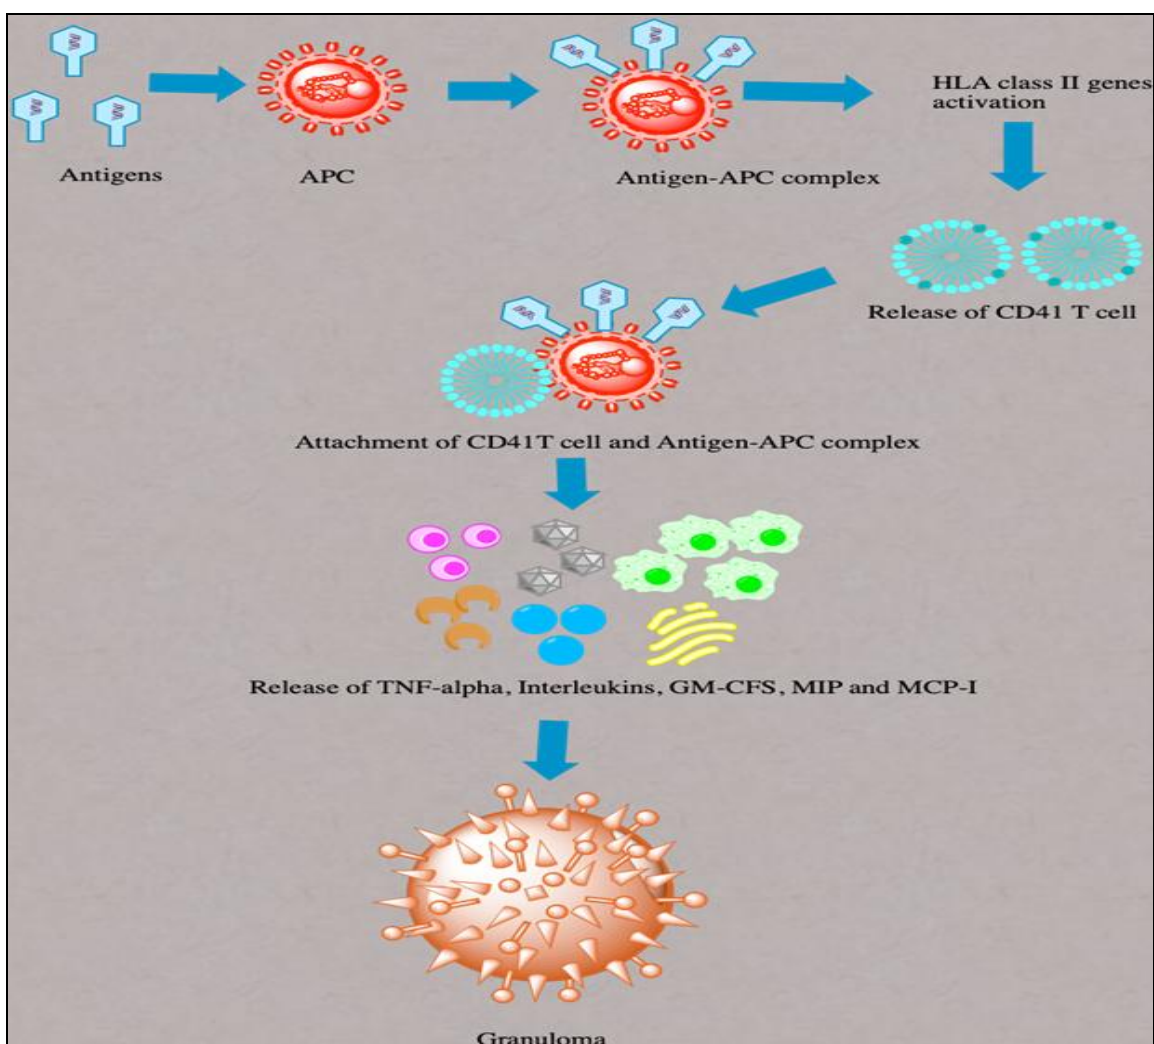 Antigens
APC
Antigen-APC complex
HLA class II genes
activation
Release of CD41 T cell
Attachment of CD41T cell and Antigen-APC complex
Release of TNF-alpha, Interleukins, GM-CFS, MIP and MCP-I
Granuloma